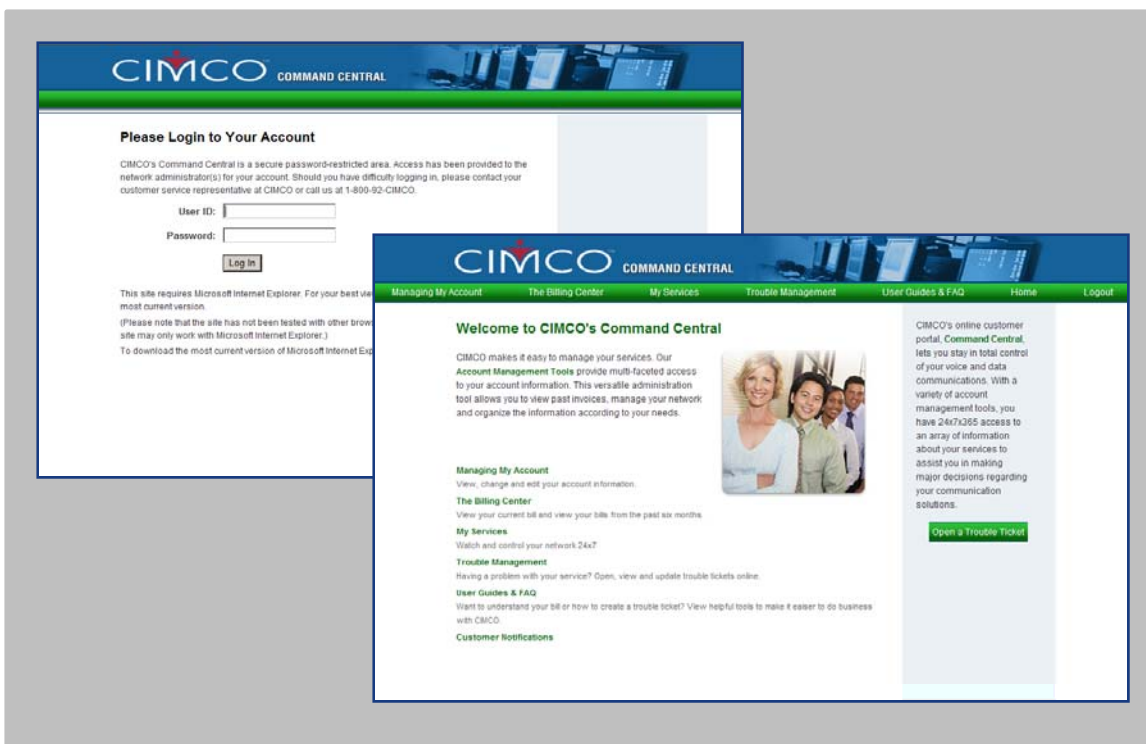 CIMCO COMMAND CENTRAL
Please Login to Your Account
CIMCO's Command Central is a secure password-restricted area. Access has been provided to the
network administrator(s) for your account. Should you have difficulty logging in, please contact your
customer service representative at CIMCO or call us at 1-800-92-CIMCO.
User ID:
Password:
Log In
This site requires Microsoft Internet Explorer. For your best
most current version.
(Please note that the site has not been tested with other
site may only work with Microsoft Internet Explorer.)
To download the most current version of Microsoft Internet
CIMCO COMMAND CENTRAL
Managing My Account The Billing Center My Services Trouble Management User Guides & FAQ Home Logout
Welcome to CIMCO's Command Central
CIMCO makes it easy to manage your services. Our
Account Management Tools provide multi-faceted access
to your account information. This versatile administration
tool allows you to view past invoices, manage your network
and organize the information according to your needs.
Managing My Account
View, change and edit your account information.
The Billing Center
View your current bill and view your bills from the past six months.
My Services
Watch and control your network 24x7
Trouble Management
Having a problem with your service? Open, view and update trouble tickets online.
User Guides & FAQ
Want to understand your bill or how to create a trouble ticket? View helpful tools to make it easier to do business
with CIMCO.
Customer Notifications
CIMCO's online customer
portal, Command Central,
lets you stay in total control
of your voice and data
communications. With a
variety of account
management tools, you
have 24x7x365 access to
an array of information
about your services to
assist you in making
major decisions regarding
your communication
solutions.
Open a Trouble Ticket